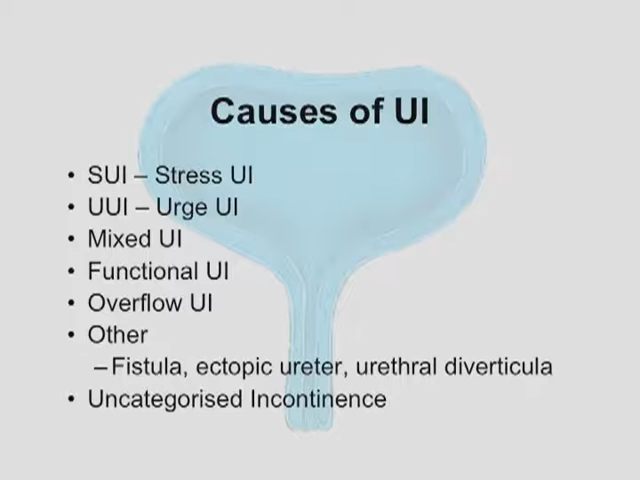 Causes of UI
• SUI – Stress UI
• UUI – Urge UI
• Mixed UI
• Functional UI
• Overflow UI
• Other
– Fistula, ectopic ureter, urethral diverticula
• Uncategorised Incontinence